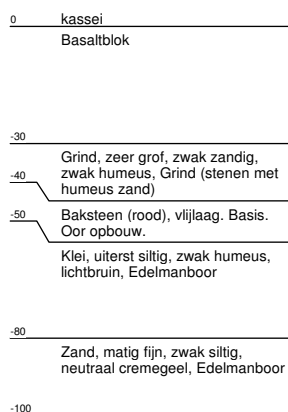 0 kassei
Basaltblok
-30
Grind, zeer grof, zwak zandig,
-40 zwak humeus, Grind (stenen met
humeus zand)
-50 Baksteen (rood), vlijlaag. Basis.
Oor opbouw.
Klei, uiterst siltig, zwak humeus,
lichtbruin, Edelmanboor
-80
Zand, matig fijn, zwak siltig,
neutraal cremegeel, Edelmanboor
-100